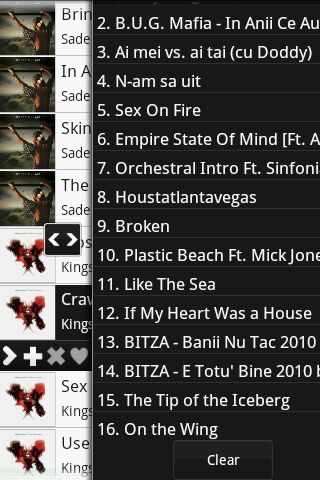 Brin
Sade
In A
Sade
Skin
Sade
The
Sade
Kings
Crav
Kings
Sex
Kings
Use
Kings
2. B.U.G. Mafia - In Anii Ce Au
3. Ai mei vs. ai tai (cu Doddy)
4. N-am sa uit
5. Sex On Fire
6. Empire State Of Mind [Ft. A
7. Orchestral Intro Ft. Sinfoni
8. Houstatlantavegas
9. Broken
10. Plastic Beach Ft. Mick Jone
11. Like The Sea
12. If My Heart Was a House
13. BITZA - Banii Nu Tac 2010
14. BITZA - E Totu' Bine 2010 b
15. The Tip of the Iceberg
16. On the Wing
Clear